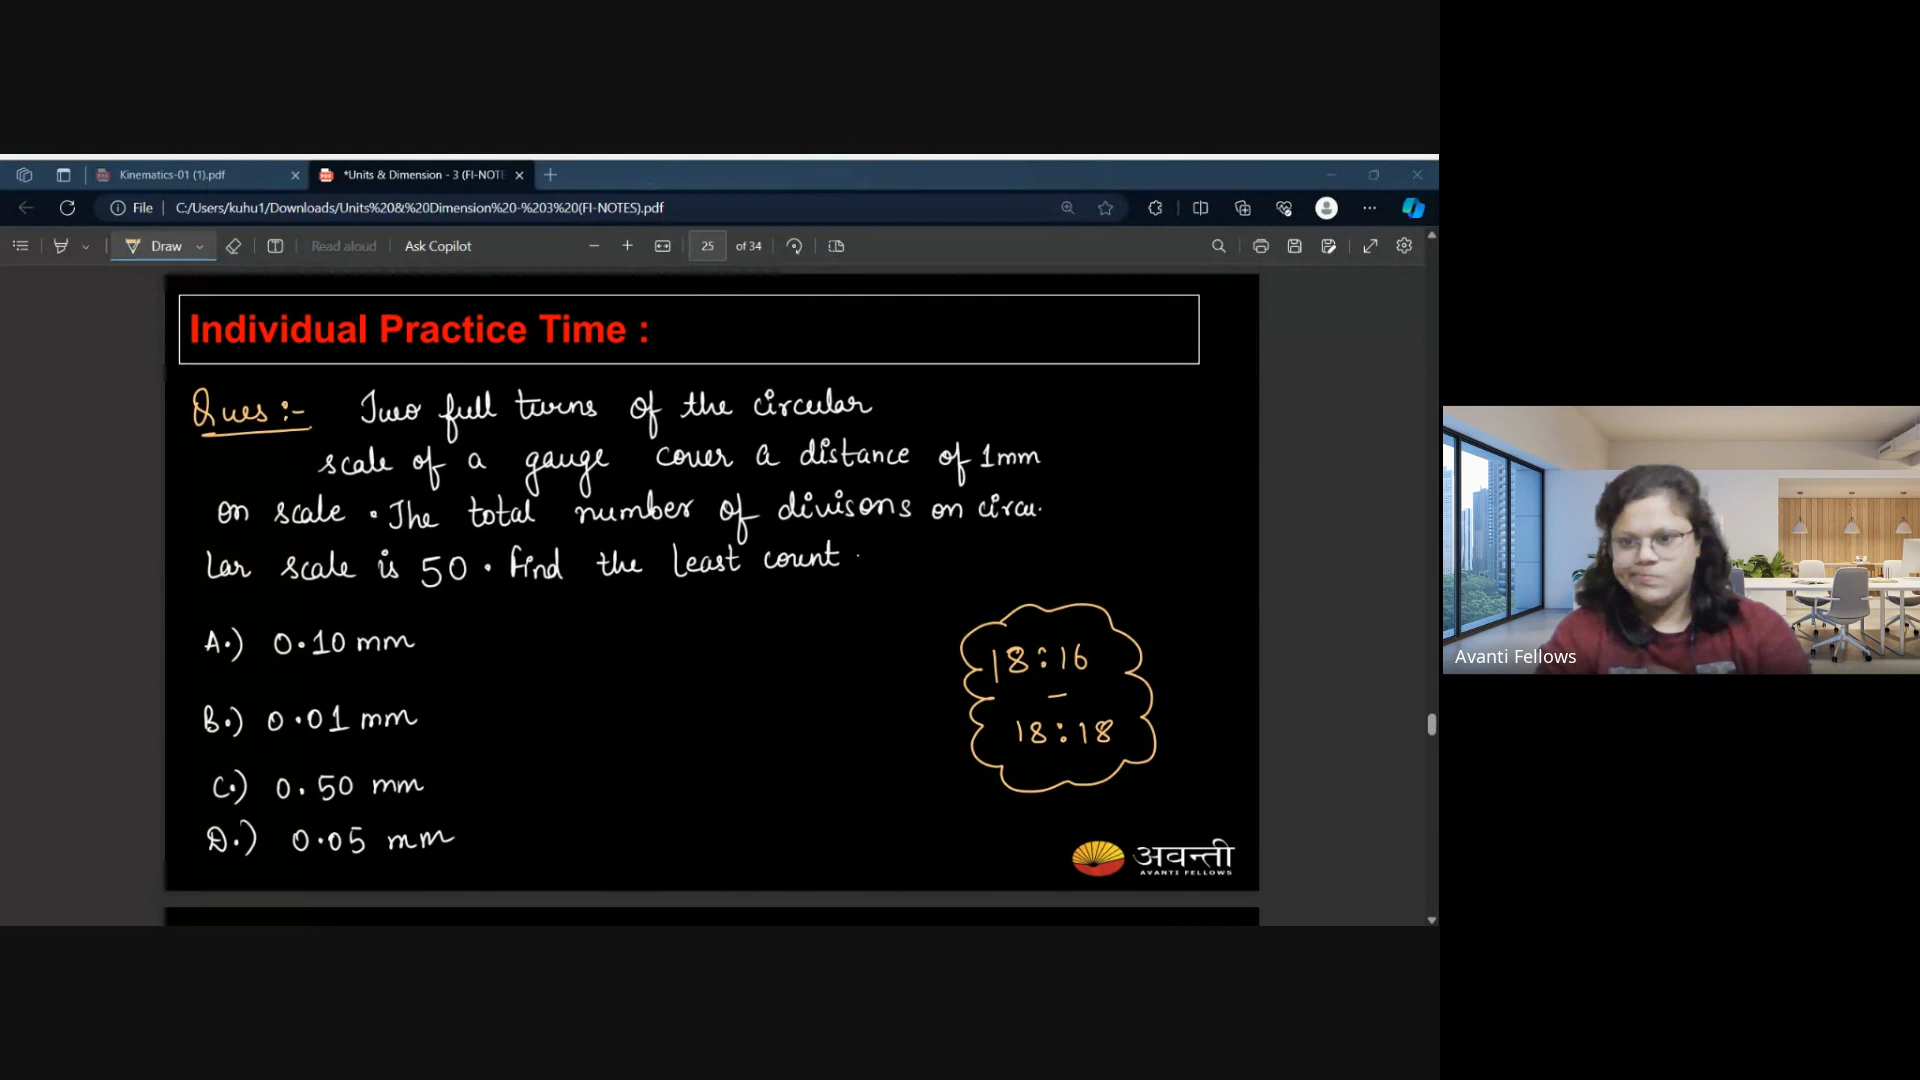 Kinematics-01 (1).pdf
*Units & Dimension - 3 (FI-NOTE
File
C:/Users/kuhu1/Downloads/Units%20&%20Dimension%20-%203%20(FI-NOTES).pdf
Draw
Read aloud
Ask Copilot
25
of 34
Individual Practice Time :
Ques :- Two full turns of the circular
scale of a gauge cover a distance of 1mm
on scale . The total number of divisons on circu.
lar scale is 50 . find the least count .
A.) 0.10 mm
B.) 0.01 mm
C.) 0.50 mm
D.) 0.05 mm
18:16
–
18:18
अवन्ती
AVANTI FELLOWS
Avanti Fellows